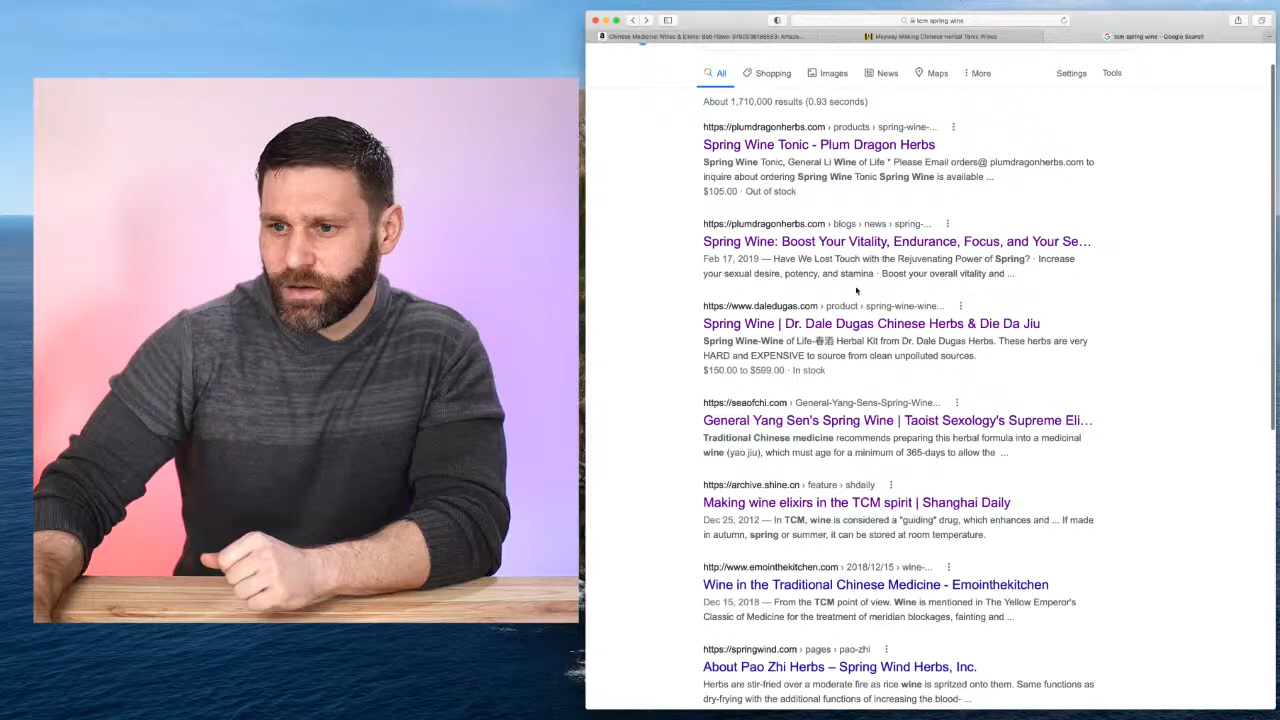 tcm spring wine
Chinese Medicinal Wines & Elixirs: Bob Flaws: 9780936185583: Amazo...
Mayway Making Chinese Herbal Tonic Wines
tcm spring wine - Google Search
All Shopping Images News Maps More Settings Tools
About 1,710,000 results (0.93 seconds)
https://plumdragonherbs.com › products › spring-wine-...
Spring Wine Tonic - Plum Dragon Herbs
Spring Wine Tonic, General Li Wine of Life * Please Email orders@ plumdragonherbs.com to
inquire about ordering Spring Wine Tonic Spring Wine is available ...
$105.00 · Out of stock
https://plumdragonherbs.com › blogs › news › spring-...
Spring Wine: Boost Your Vitality, Endurance, Focus, and Your Se...
Feb 17, 2019 — Have We Lost Touch with the Rejuvenating Power of Spring? · Increase
your sexual desire, potency, and stamina · Boost your overall vitality and ...
https://www.daledugas.com › product › spring-wine-wine...
Spring Wine | Dr. Dale Dugas Chinese Herbs & Die Da Jiu
Spring Wine-Wine of Life-春酒 Herbal Kit from Dr. Dale Dugas Herbs. These herbs are very
HARD and EXPENSIVE to source from clean unpolluted sources.
$150.00 to $599.00 · In stock
https://seaofchi.com › General-Yang-Sens-Spring-Wine...
General Yang Sen's Spring Wine | Taoist Sexology's Supreme Eli...
Traditional Chinese medicine recommends preparing this herbal formula into a medicinal
wine (yao jiu), which must age for a minimum of 365-days to allow the ...
https://archive.shine.cn › feature › shdaily
Making wine elixirs in the TCM spirit | Shanghai Daily
Dec 25, 2012 — In TCM, wine is considered a "guiding" drug, which enhances and ... If made
in autumn, spring or summer, it can be stored at room temperature.
http://www.emointhekitchen.com › 2018/12/15 › wine-...
Wine in the Traditional Chinese Medicine - Emointhekitchen
Dec 15, 2018 — From the TCM point of view. Wine is mentioned in The Yellow Emperor's
Classic of Medicine for the treatment of meridian blockages, fainting and ...
https://springwind.com › pages › pao-zhi
About Pao Zhi Herbs – Spring Wind Herbs, Inc.
Herbs are stir-fried over a moderate fire as rice wine is spritzed onto them. Same functions as
dry-frying with the additional functions of increasing the blood- ...